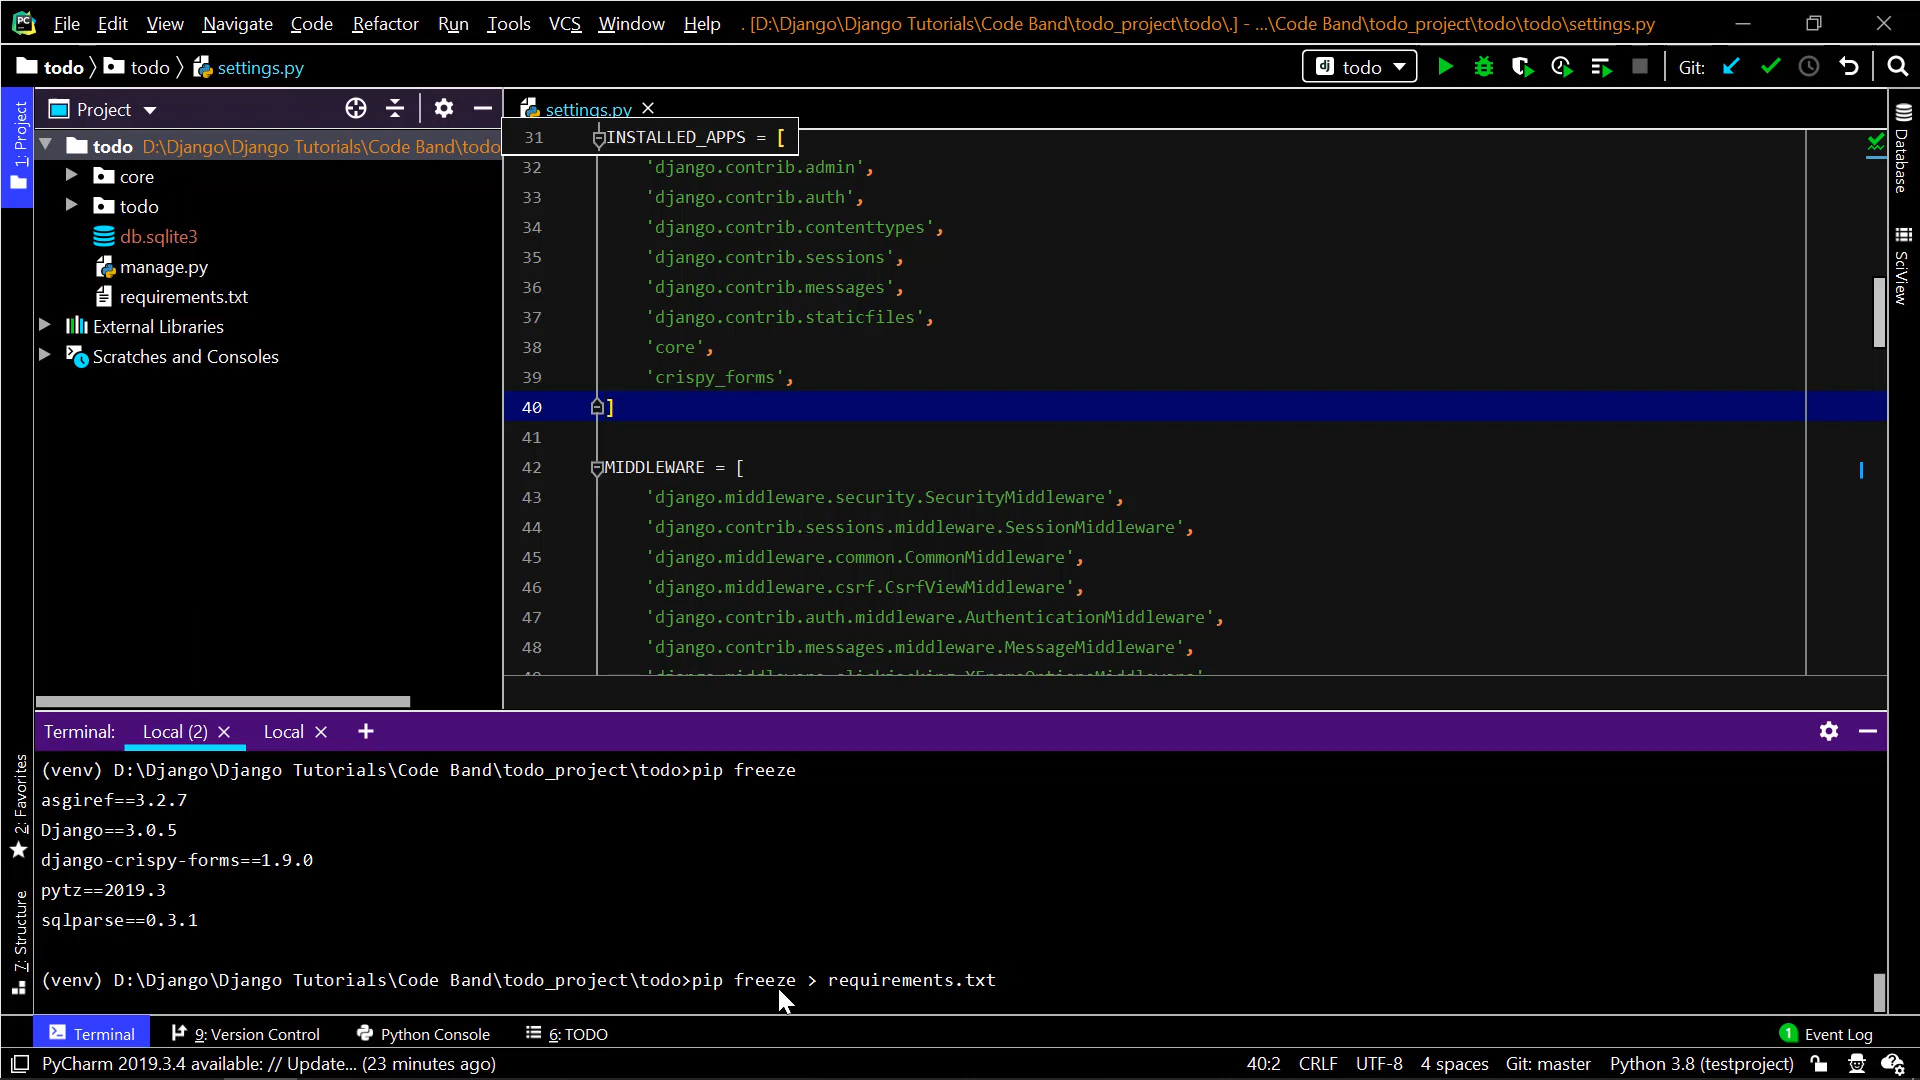 File Edit View Navigate Code Refactor Run Tools VCS Window Help . [D:\Django\Django Tutorials\Code Band\todo_project\todo\.] - ...\Code Band\todo_project\todo\todo\settings.py
todo todo settings.py
todo
Git:
1: Project
Project
settings.py
todo D:\Django\Django Tutorials\Code Band\todo
core
todo
db.sqlite3
manage.py
requirements.txt
External Libraries
Scratches and Consoles
31 INSTALLED_APPS = [
32 'django.contrib.admin',
33 'django.contrib.auth',
34 'django.contrib.contenttypes',
35 'django.contrib.sessions',
36 'django.contrib.messages',
37 'django.contrib.staticfiles',
38 'core',
39 'crispy_forms',
40 ]
41
42 MIDDLEWARE = [
43 'django.middleware.security.SecurityMiddleware',
44 'django.contrib.sessions.middleware.SessionMiddleware',
45 'django.middleware.common.CommonMiddleware',
46 'django.middleware.csrf.CsrfViewMiddleware',
47 'django.contrib.auth.middleware.AuthenticationMiddleware',
48 'django.contrib.messages.middleware.MessageMiddleware',
Database
SciView
Terminal: Local (2) Local
(venv) D:\Django\Django Tutorials\Code Band\todo_project\todo>pip freeze
asgiref==3.2.7
Django==3.0.5
django-crispy-forms==1.9.0
pytz==2019.3
sqlparse==0.3.1
(venv) D:\Django\Django Tutorials\Code Band\todo_project\todo>pip freeze > requirements.txt
2: Favorites
7: Structure
Terminal 9: Version Control Python Console 6: TODO 1 Event Log
PyCharm 2019.3.4 available: // Update... (23 minutes ago) 40:2 CRLF UTF-8 4 spaces Git: master Python 3.8 (testproject)